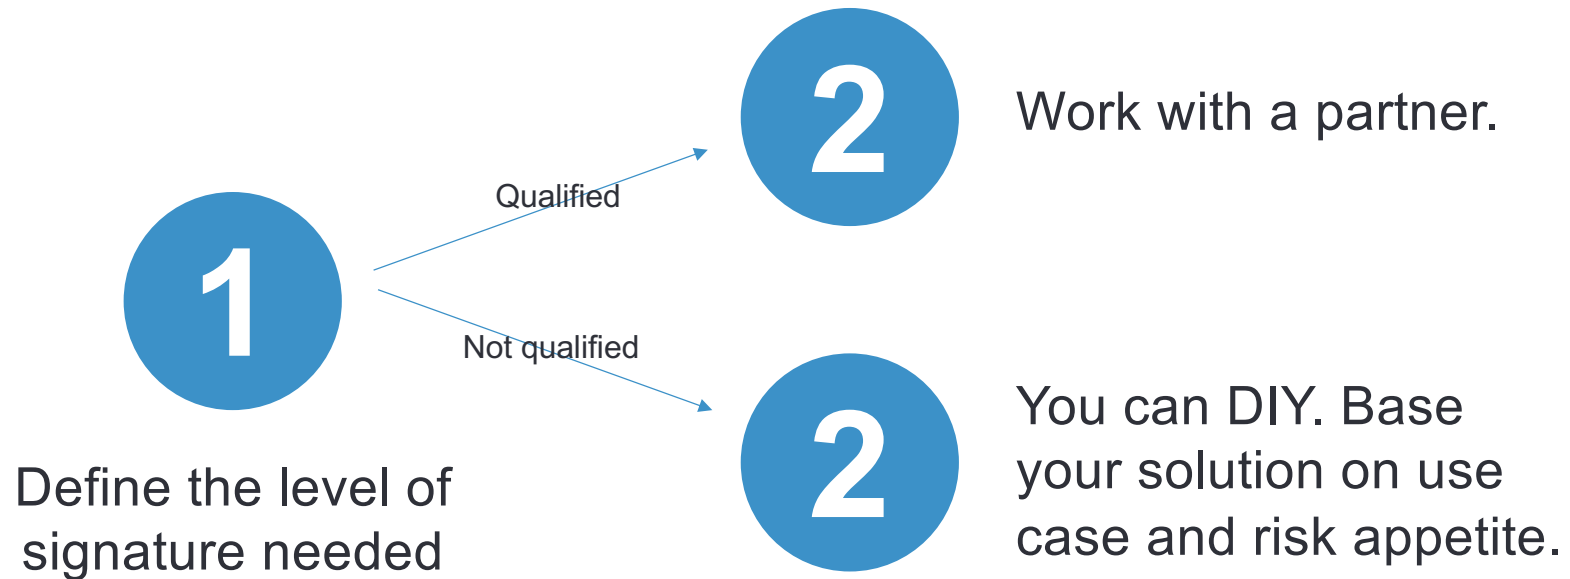 1
Define the level of
signature needed
Qualified
2
Work with a partner.
Not qualified
2
You can DIY. Base
your solution on use
case and risk appetite.